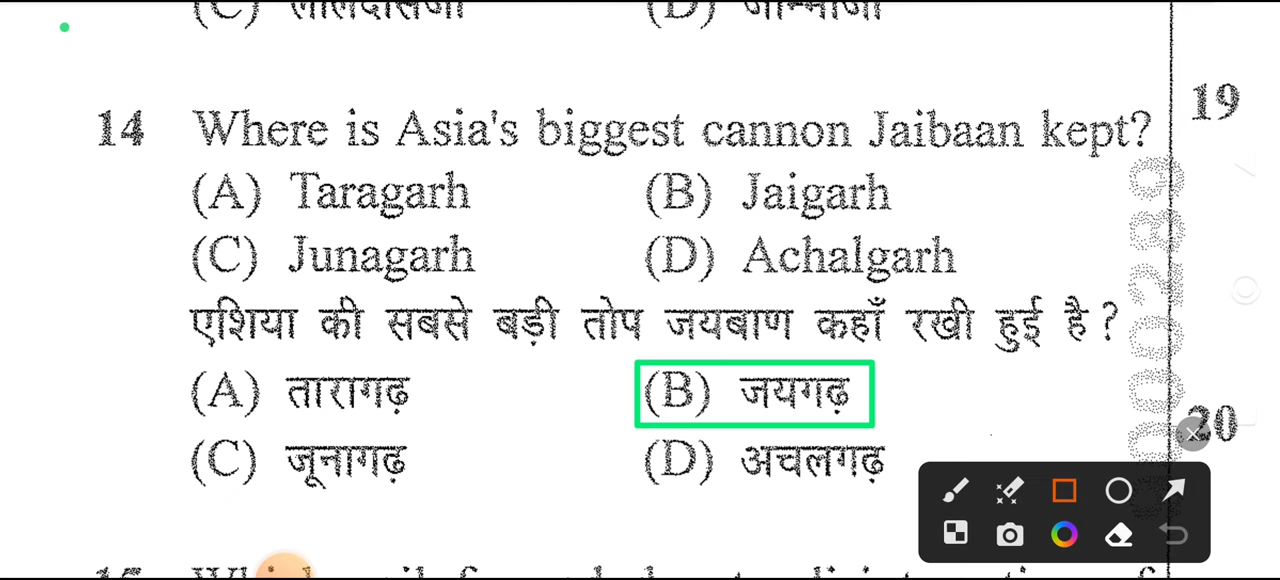 14 Where is Asia's biggest cannon Jaibaan kept?
(A) Taragarh (B) Jaigarh
(C) Junagarh (D) Achalgarh
एशिया की सबसे बड़ी तोप जयबाण कहाँ रखी हुई है ?
(A) तारागढ़ (B) जयगढ़
(C) जूनागढ़ (D) अचलगढ़
19
20